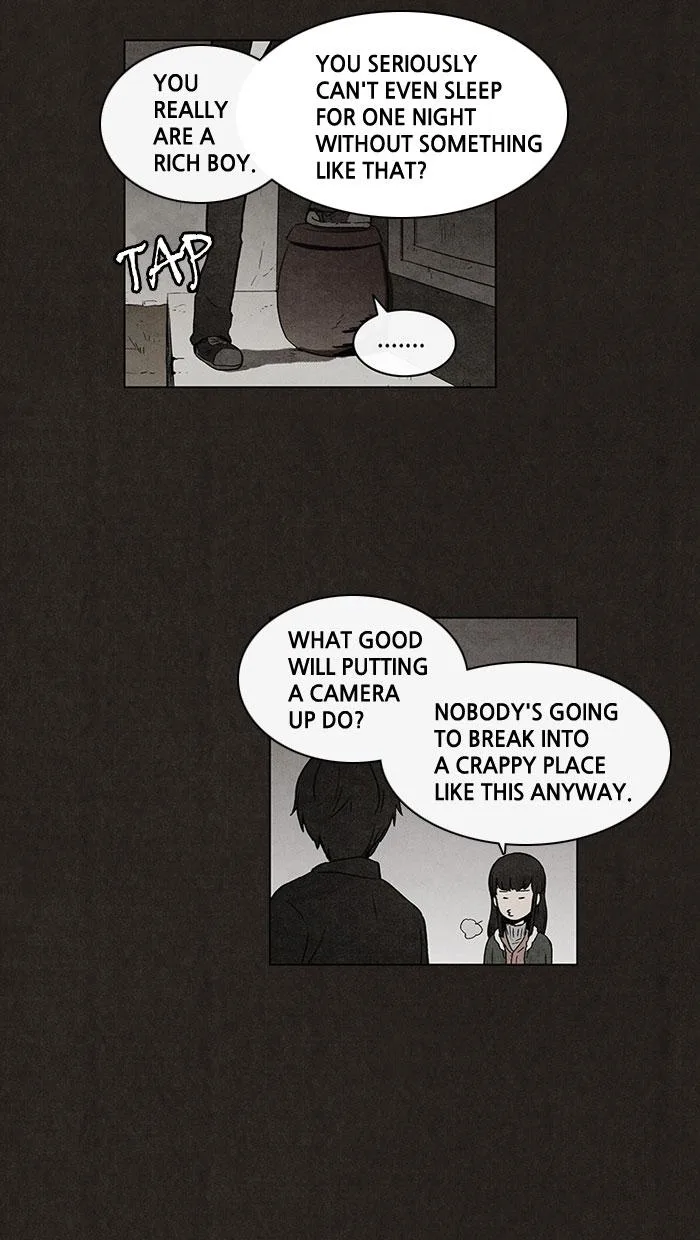 YOU
REALLY
ARE A
RICH BOY.
YOU SERIOUSLY
CAN'T EVEN SLEEP
FOR ONE NIGHT
WITHOUT SOMETHING
LIKE THAT?
TAP
.......
WHAT GOOD
WILL PUTTING
A CAMERA
UP DO?
NOBODY'S GOING
TO BREAK INTO
A CRAPPY PLACE
LIKE THIS ANYWAY.